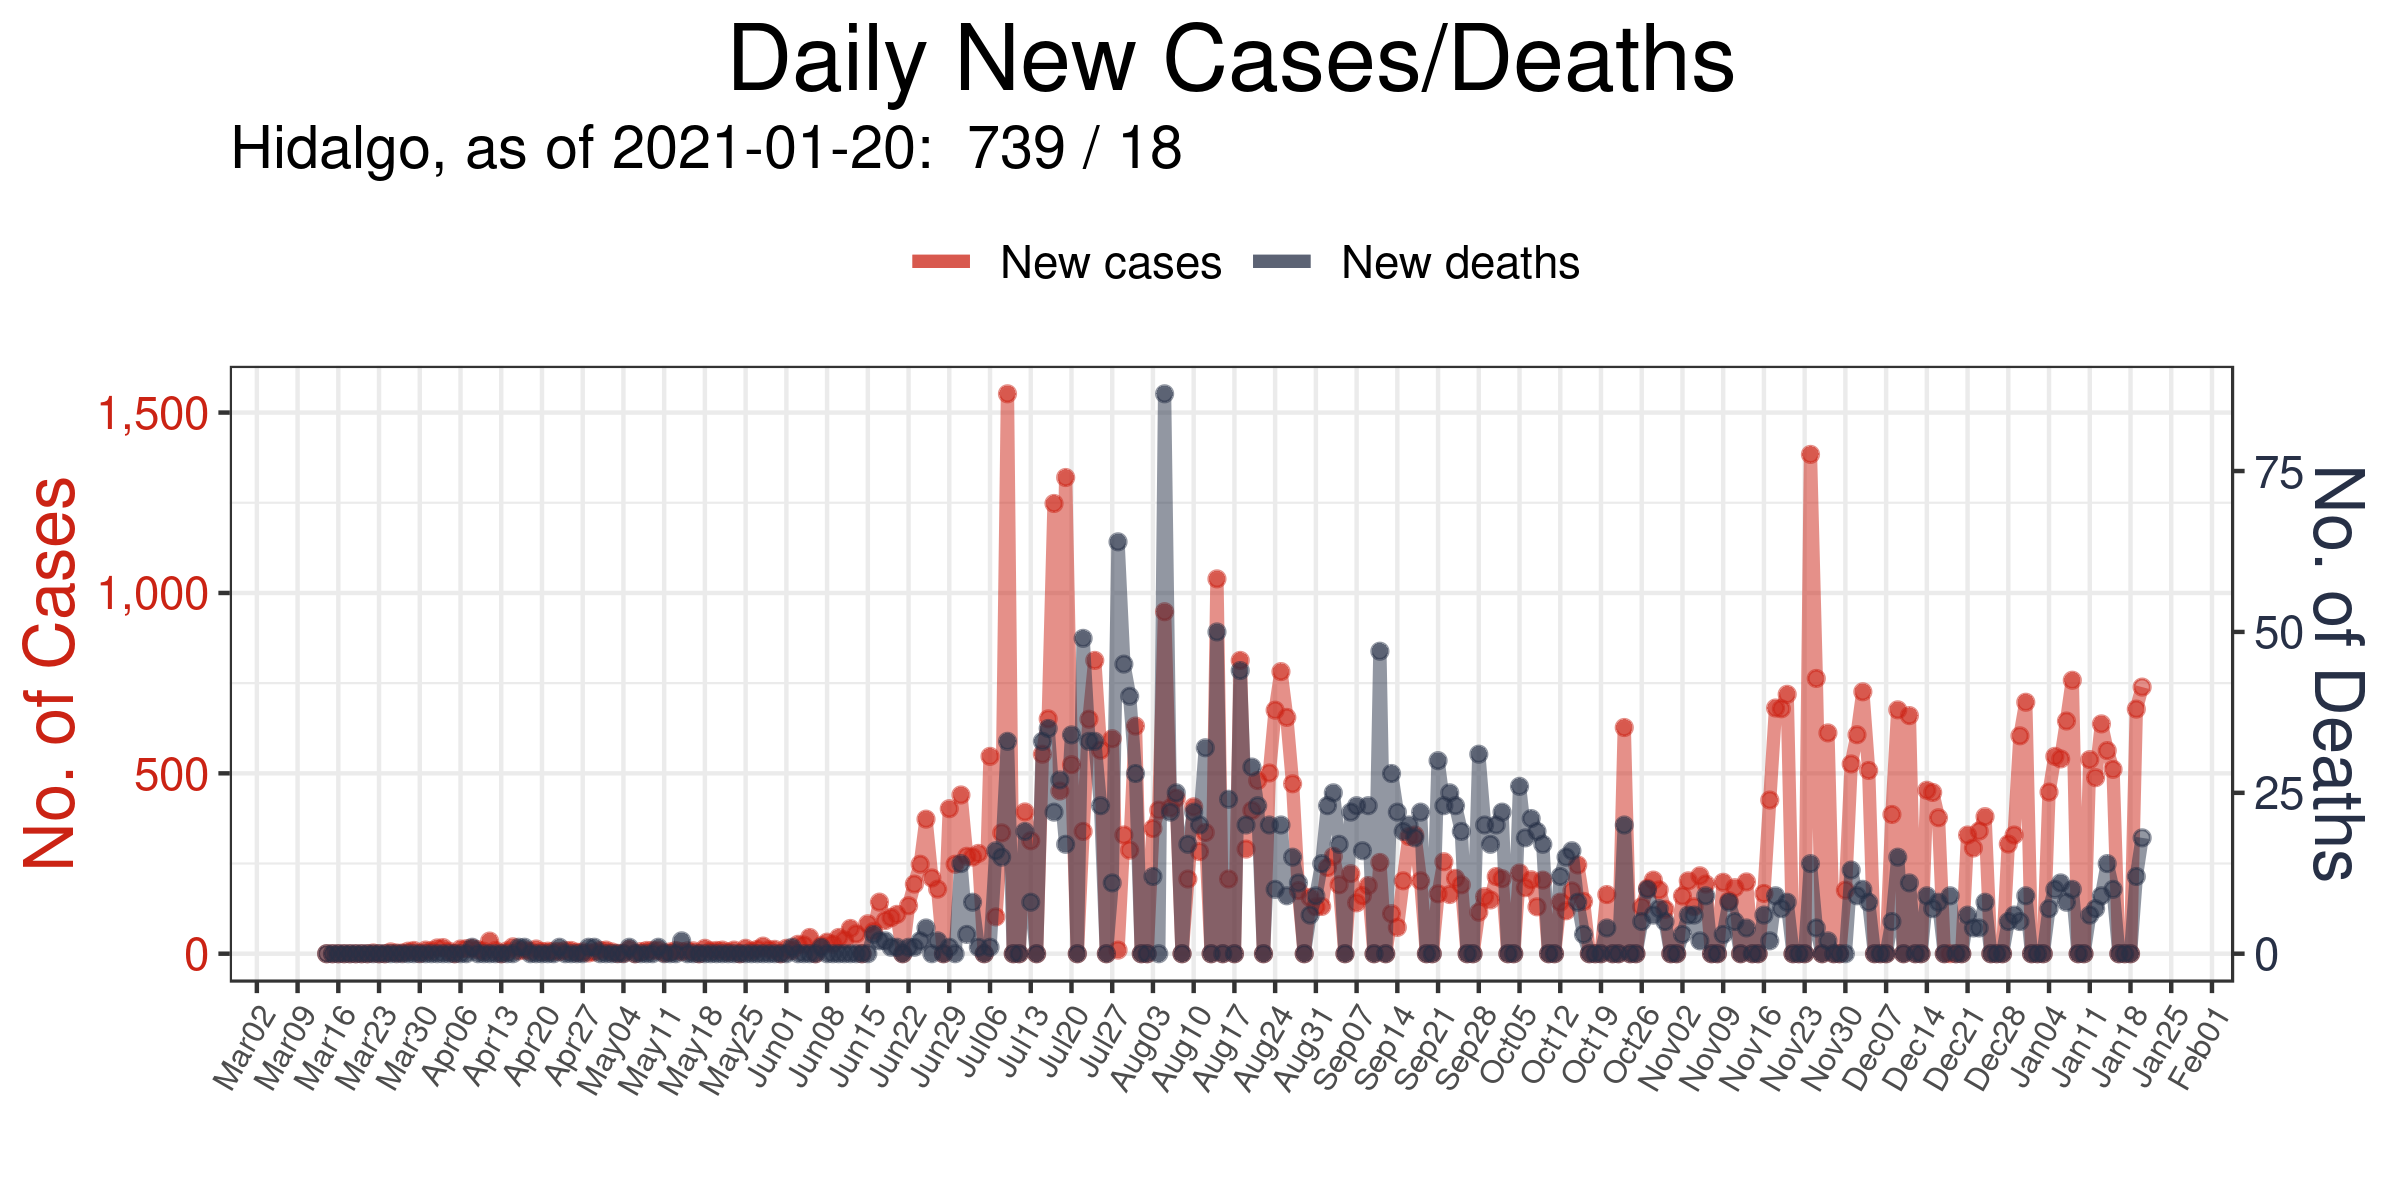 Daily New Cases/Deaths
Hidalgo, as of 2021-01-20:  739 / 18
New cases New deaths
No. of Cases
1,500
1,000
500
0
75
50
25
0
No. of Deaths
Mar02 Mar09 Mar16 Mar23 Mar30 Apr06 Apr13 Apr20 Apr27 May04 May11 May18 May25 Jun01 Jun08 Jun15 Jun22 Jun29 Jul06 Jul13 Jul20 Jul27 Aug03 Aug10 Aug17 Aug24 Aug31 Sep07 Sep14 Sep21 Sep28 Oct05 Oct12 Oct19 Oct26 Nov02 Nov09 Nov16 Nov23 Nov30 Dec07 Dec14 Dec21 Dec28 Jan04 Jan11 Jan18 Jan25 Feb01